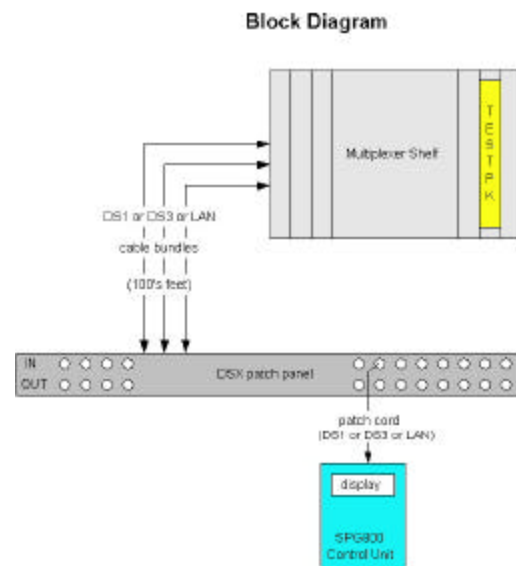 Block Diagram
Multiplexer Shelf
TESTPK
DS1 or DS3 or LAN
cable bundles
(100's feet)
IN
OUT
DSX patch panel
patch cord
(DS1 or DS3 or LAN)
display
SPG800
Control Unit